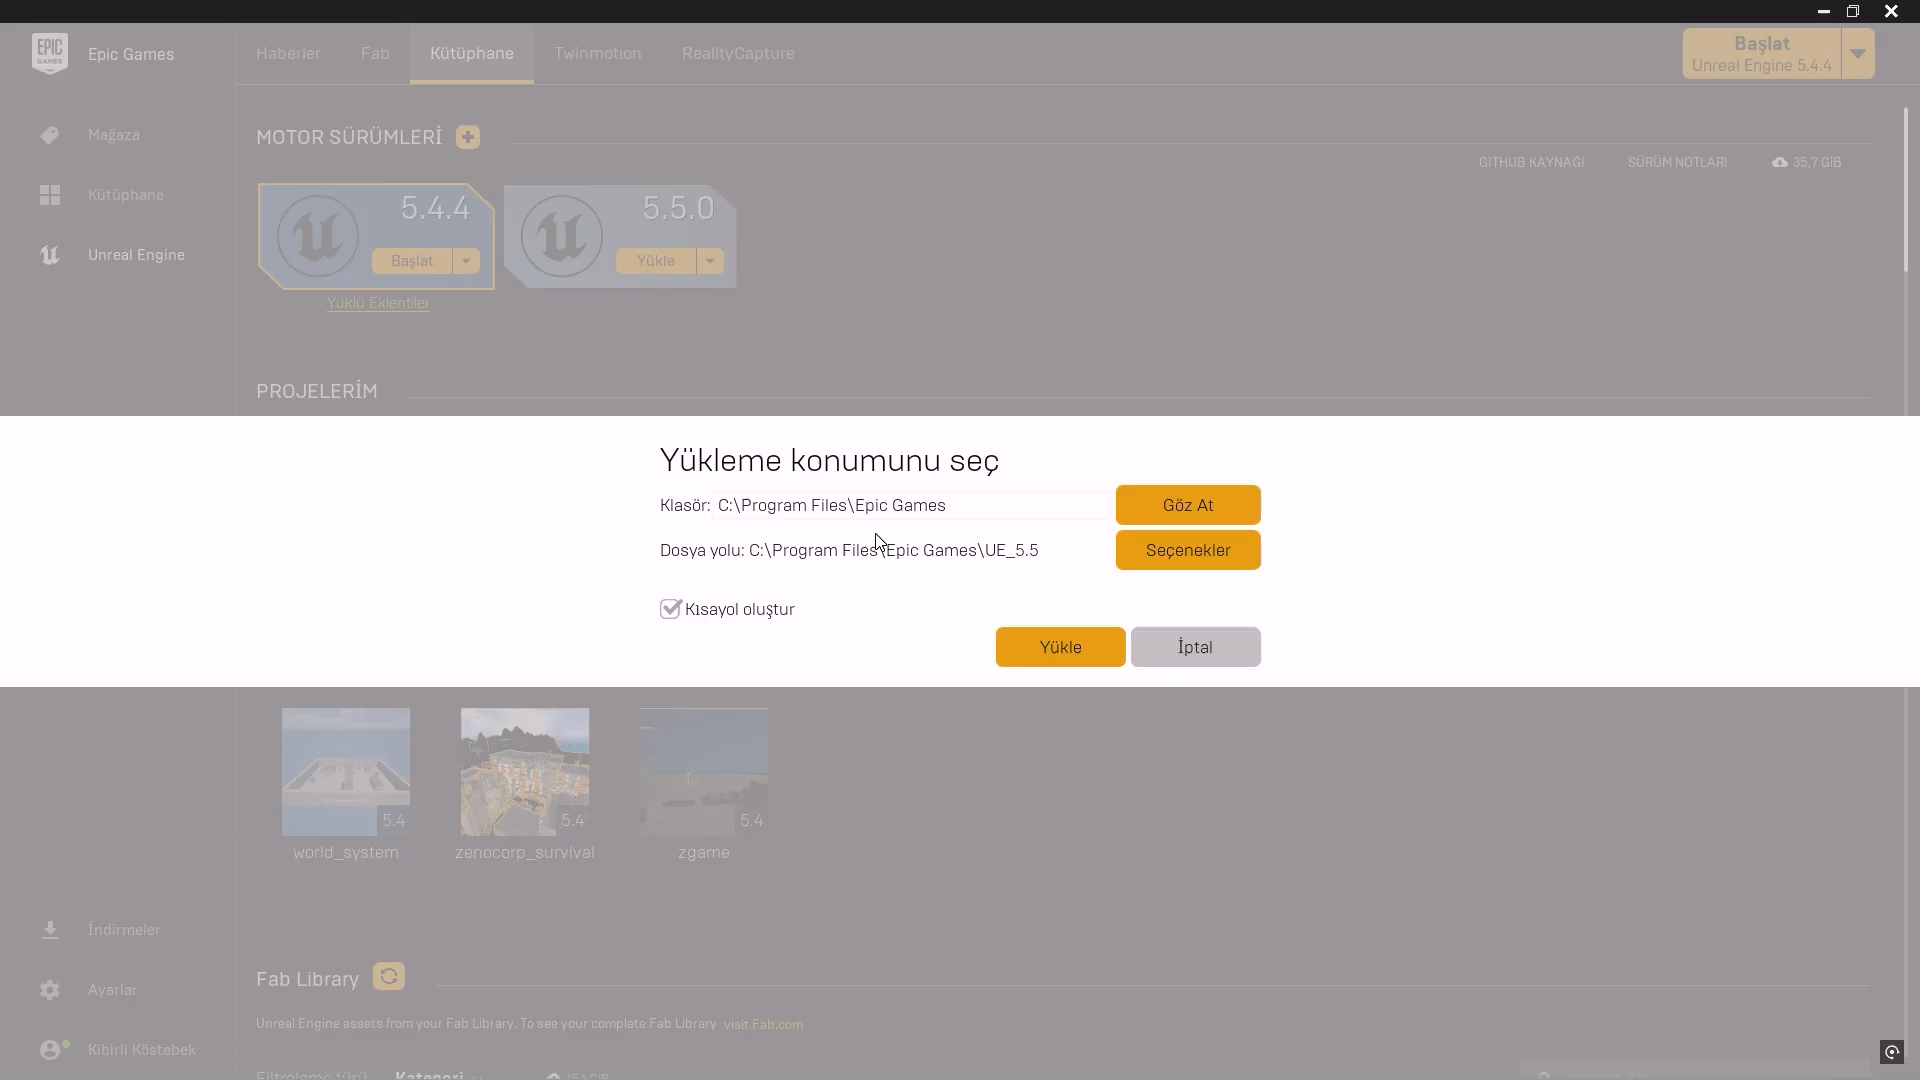 EPIC
GAMES
Epic Games
Haberler
Fab
Kütüphane
Twinmotion
RealityCapture
Başlat
Unreal Engine 5.4.4
Mağaza
Kütüphane
Unreal Engine
MOTOR SÜRÜMLERİ
GITHUB KAYNAĞI
SÜRÜM NOTLARI
35,7 GiB
5.4.4
Başlat
5.5.0
Yükle
Yüklü Eklentiler
PROJELERİM
Yükleme konumunu seç
Klasör: C:\Program Files\Epic Games
Göz At
Dosya yolu: C:\Program Files\Epic Games\UE_5.5
Seçenekler
Kısayol oluştur
Yükle
İptal
5.4
5.4
5.4
world_system
zenocorp_survival
zgame
İndirmeler
Ayarlar
Kibirli Köstebek
Fab Library
Unreal Engine assets from your Fab Library. To see your complete Fab Library visit Fab.com
Filtreleme türü: Kategori